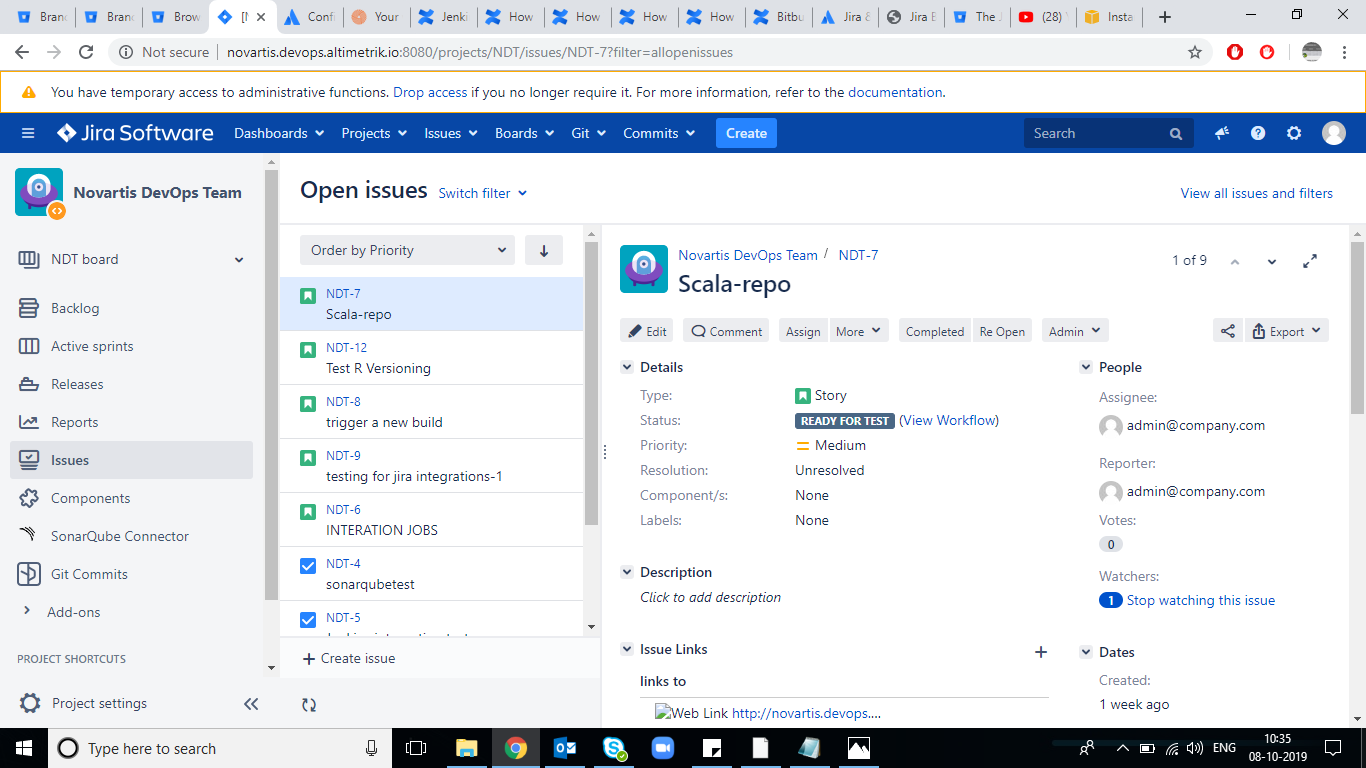 Branc
Branc
Brow
[N
Confl
Your
Jenki
How
How
How
How
Bitbu
Jira &
Jira E
The J
(28) Y
Insta
Not secure
novartis.devops.altimetrik.io:8080/projects/NDT/issues/NDT-7?filter=allopenissues
You have temporary access to administrative functions. Drop access if you no longer require it. For more information, refer to the documentation.
Jira Software
Dashboards
Projects
Issues
Boards
Git
Commits
Create
Search
Novartis DevOps Team
NDT board
Backlog
Active sprints
Releases
Reports
Issues
Components
SonarQube Connector
Git Commits
Add-ons
PROJECT SHORTCUTS
Project settings
Open issues
Switch filter
View all issues and filters
Order by Priority
NDT-7
Scala-repo
NDT-12
Test R Versioning
NDT-8
trigger a new build
NDT-9
testing for jira integrations-1
NDT-6
INTERATION JOBS
NDT-4
sonarqubetest
NDT-5
Create issue
Novartis DevOps Team / NDT-7
1 of 9
Scala-repo
Edit
Comment
Assign
More
Completed
Re Open
Admin
Export
Details
Type: Story
Status: READY FOR TEST (View Workflow)
Priority: Medium
Resolution: Unresolved
Component/s: None
Labels: None
Description
Click to add description
Issue Links
links to
Web Link http://novartis.devops....
People
Assignee:
admin@company.com
Reporter:
admin@company.com
Votes:
0
Watchers:
1 Stop watching this issue
Dates
Created:
1 week ago
Type here to search
ENG
10:35
08-10-2019